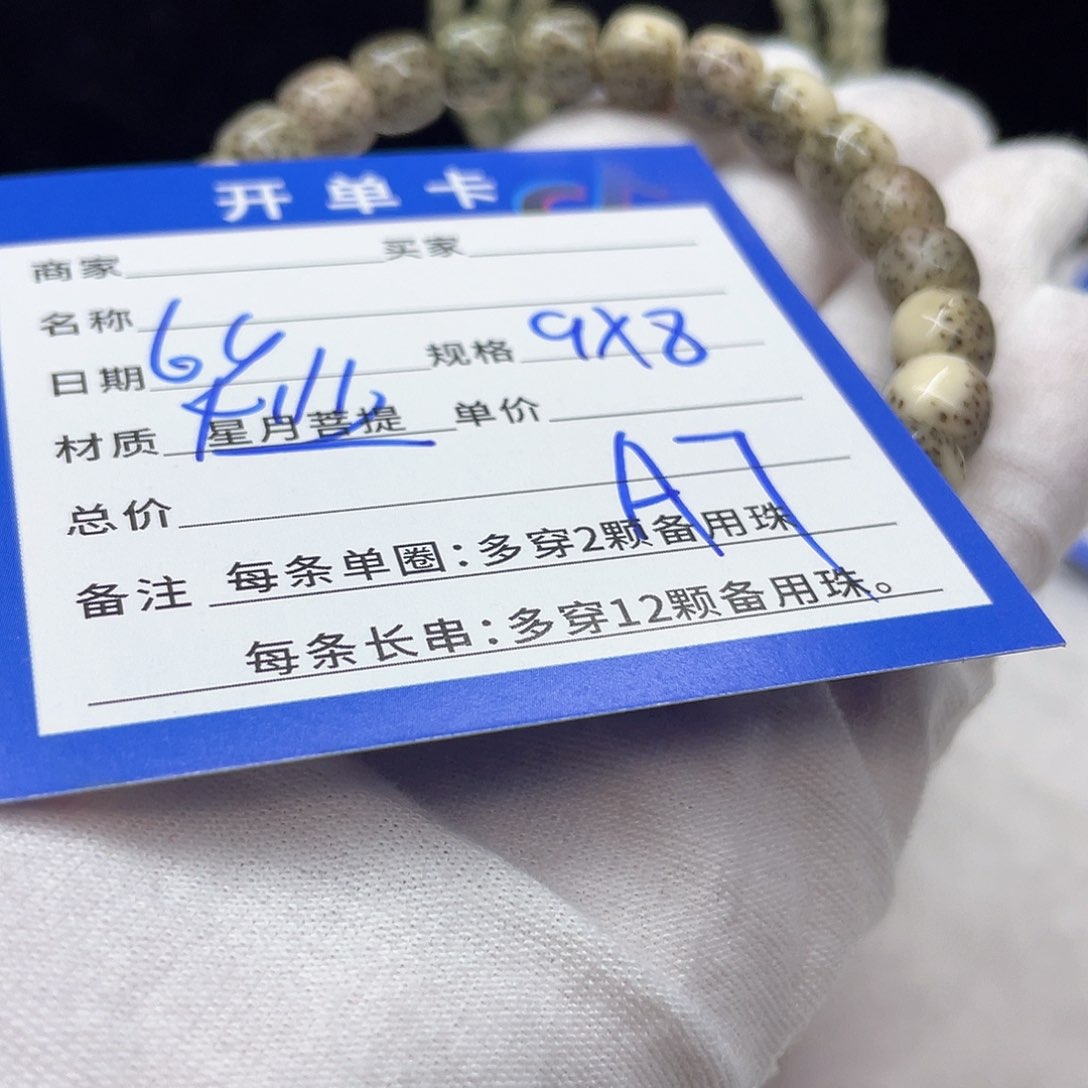 开单卡
商家 买家
名称
日期 规格 9X8
材质 星月菩提 单价
总价 A7
备注 每条单圈：多穿2颗备用珠
每条长串：多穿12颗备用珠。